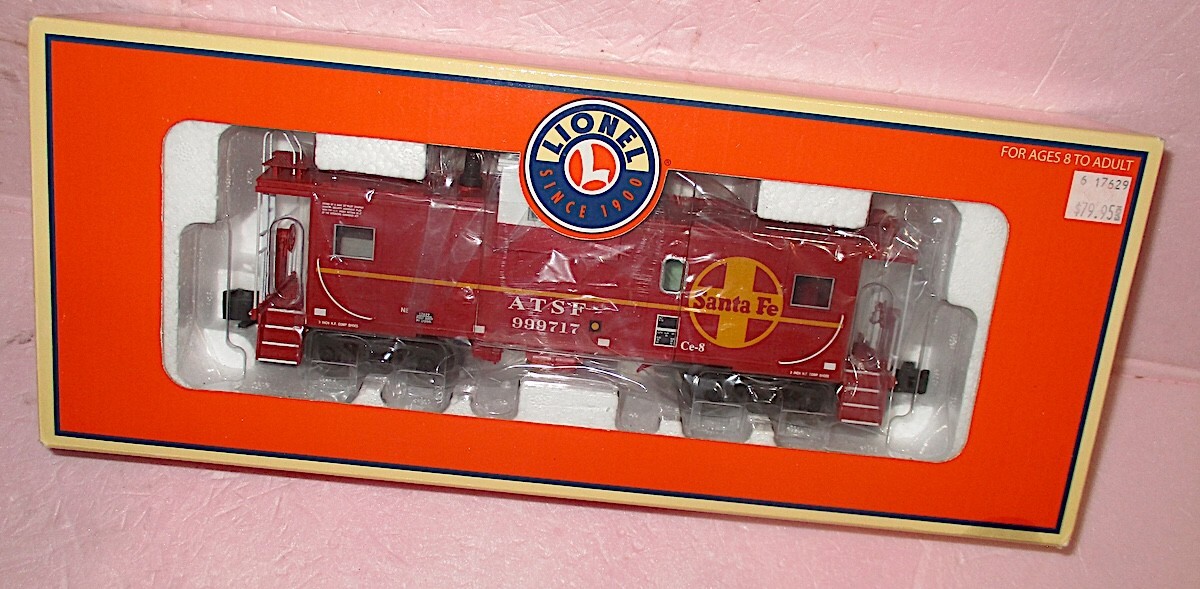 LIONEL
L
SINCE 1900
®
FOR AGES 8 TO ADULT
6 17629
$79.95
ATSF
999717
Santa Fe
Ce-8